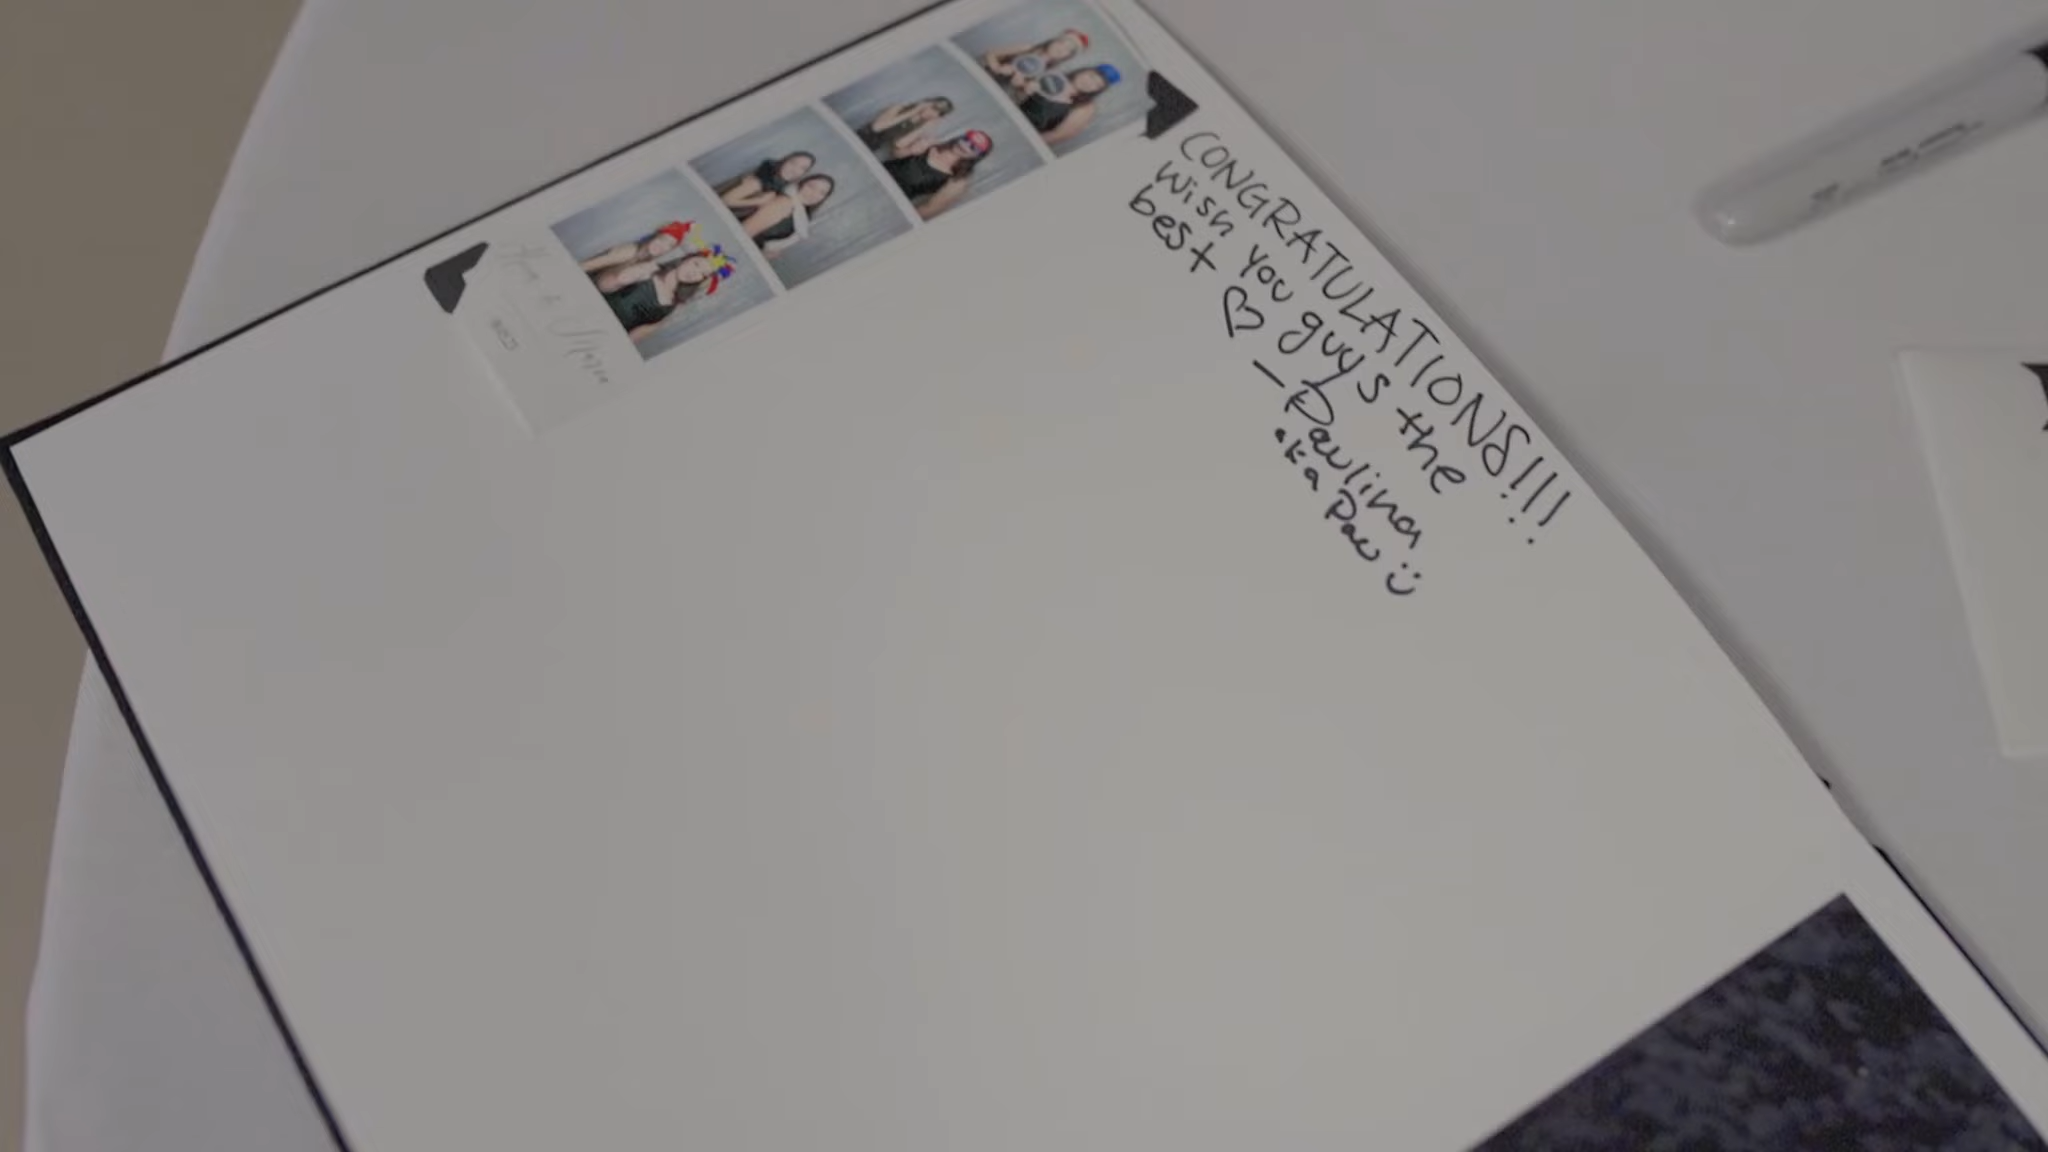 CONGRATULATIONS!!!
Wish you guys the
best ♡ — Paulina
aka Pau :)